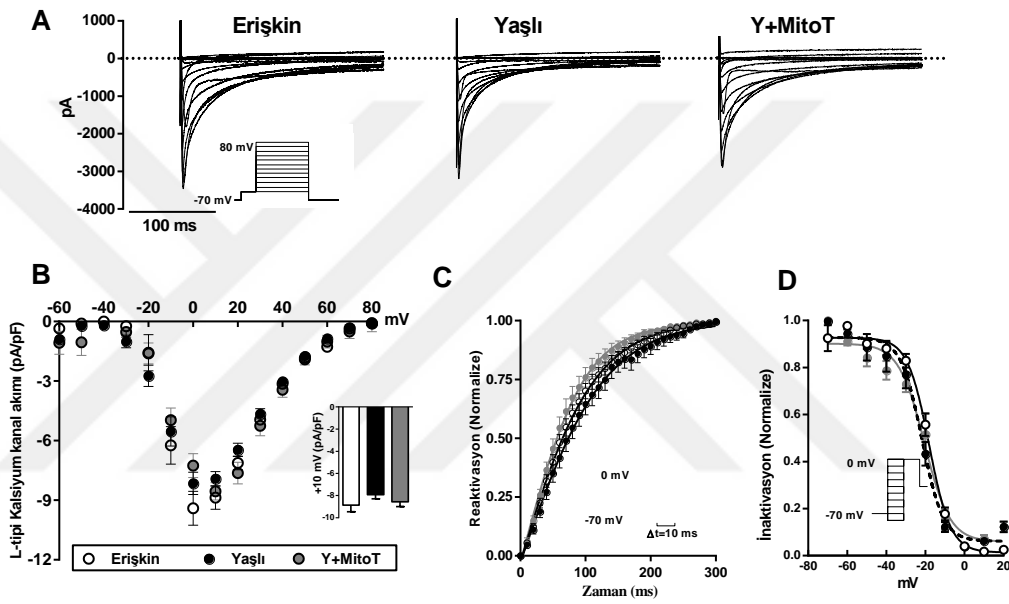 A
Erişkin
Yaşlı
Y+MitoT
1000
0
-1000
-2000
-3000
-4000
pA
80 mV
-70 mV
100 ms
B
-60 -40 -20 0 20 40 60 80
mV
0
-3
-6
-9
-12
L-tipi Kalsiyum kanal akımı (pA/pF)
0
-2
-4
-6
-8
-10
+10 mV (pA/pF)
Erişkin Yaşlı Y+MitoT
C
1.00
0.75
0.50
0.25
0.00
Reaktivasyon (Normalize)
0 mV
-70 mV
Δt=10 ms
0 100 200 300
Zaman (ms)
D
1.0
0.8
0.6
0.4
0.2
0.0
İnaktivasyon (Normalize)
0 mV
-70 mV
-80 -60 -40 -20 0 20
mV